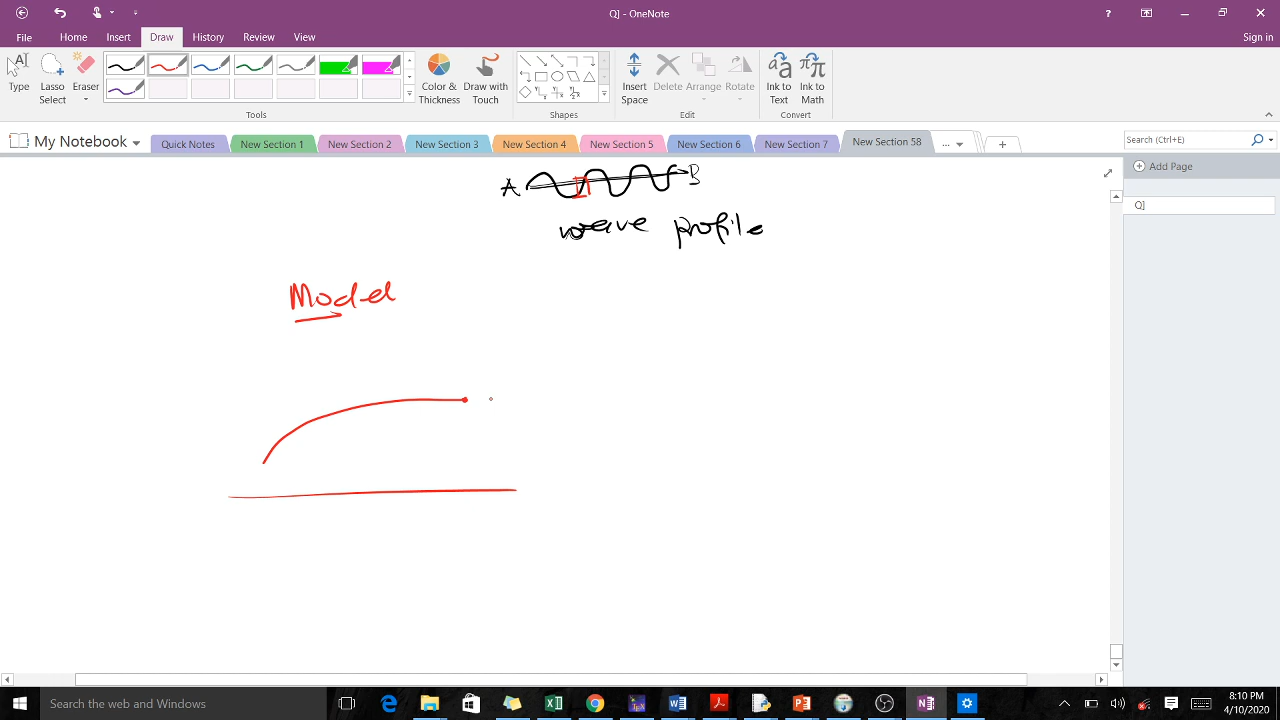 Q] - OneNote
?
File Home Insert Draw History Review View
Sign in
Type
Lasso Select
Eraser
Color & Thickness
Draw with Touch
Insert Space
Delete Arrange Rotate
Ink to Text
Ink to Math
Tools
Shapes
Edit
Convert
My Notebook
Quick Notes New Section 1 New Section 2 New Section 3 New Section 4 New Section 5 New Section 6 New Section 7 New Section 58 ...
Search (Ctrl+E)
Add Page
Q]
A B
wave profile
Model
Search the web and Windows
8:10 PM
4/10/2020